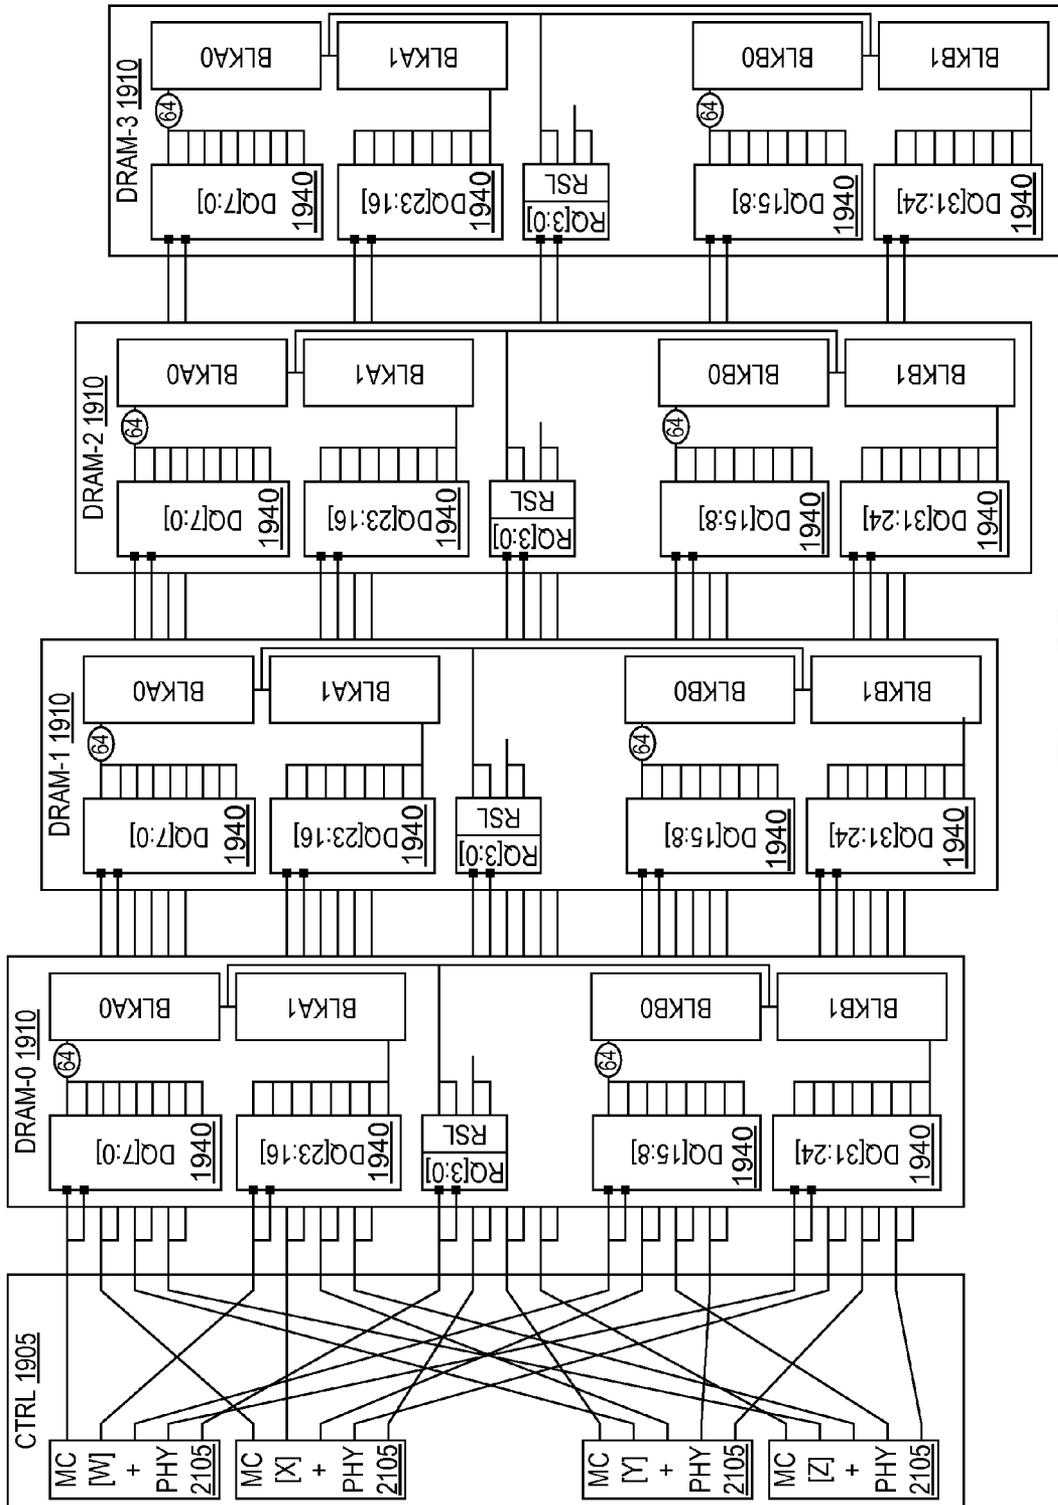 DRAM-3 1910
BLKA0
BLKA1
BLKB0
BLKB1
64
64
DQ[7:0]
1940
DQ[23:16]
1940
RSL
RQ[3:0]
DQ[15:8]
1940
DQ[31:24]
1940
DRAM-2 1910
BLKA0
BLKA1
BLKB0
BLKB1
64
64
DQ[7:0]
1940
DQ[23:16]
1940
RSL
RQ[3:0]
DQ[15:8]
1940
DQ[31:24]
1940
DRAM-1 1910
BLKA0
BLKA1
BLKB0
BLKB1
64
64
DQ[7:0]
1940
DQ[23:16]
1940
RSL
RQ[3:0]
DQ[15:8]
1940
DQ[31:24]
1940
DRAM-0 1910
BLKA0
BLKA1
BLKB0
BLKB1
64
64
DQ[7:0]
1940
DQ[23:16]
1940
RSL
RQ[3:0]
DQ[15:8]
1940
DQ[31:24]
1940
CTRL 1905
MC
[W]
+
PHY
2105
MC
[X]
+
PHY
2105
MC
[Y]
+
PHY
2105
MC
[Z]
+
PHY
2105